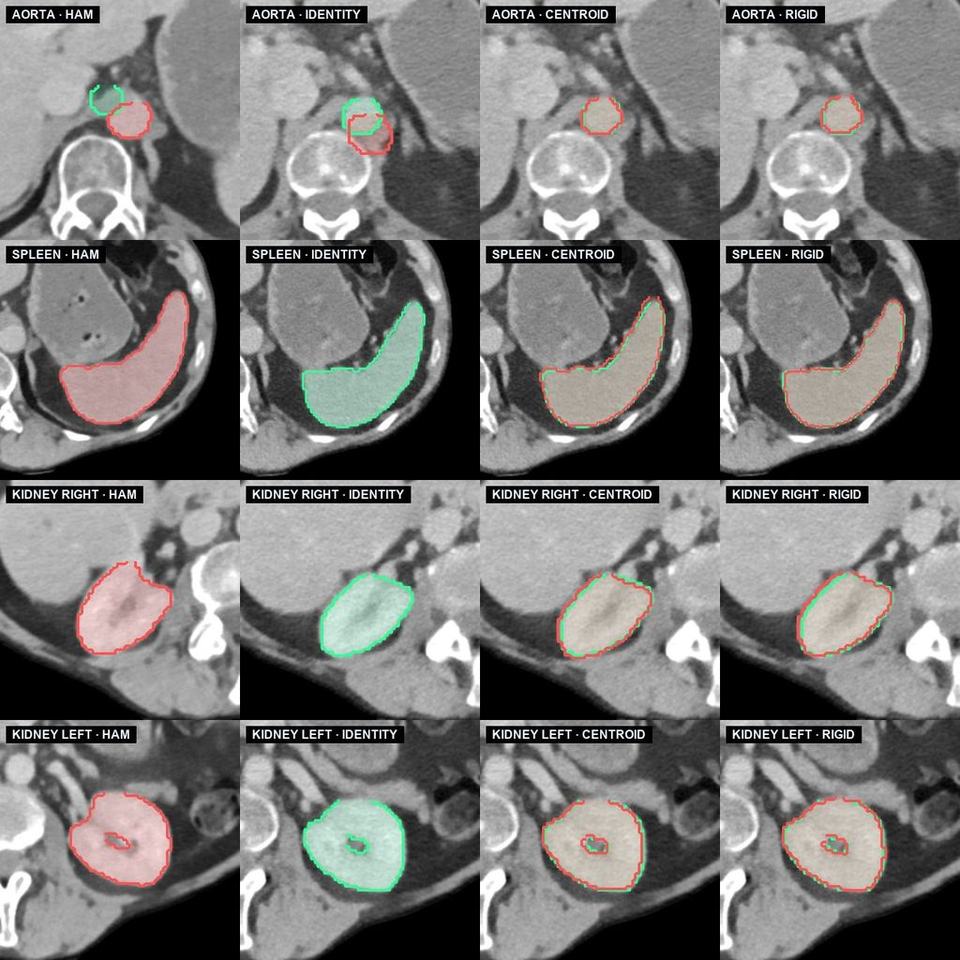 AORTA · HAM
AORTA · IDENTITY
AORTA · CENTROID
AORTA · RIGID
SPLEEN · HAM
SPLEEN · IDENTITY
SPLEEN · CENTROID
SPLEEN · RIGID
KIDNEY RIGHT · HAM
KIDNEY RIGHT · IDENTITY
KIDNEY RIGHT · CENTROID
KIDNEY RIGHT · RIGID
KIDNEY LEFT · HAM
KIDNEY LEFT · IDENTITY
KIDNEY LEFT · CENTROID
KIDNEY LEFT · RIGID